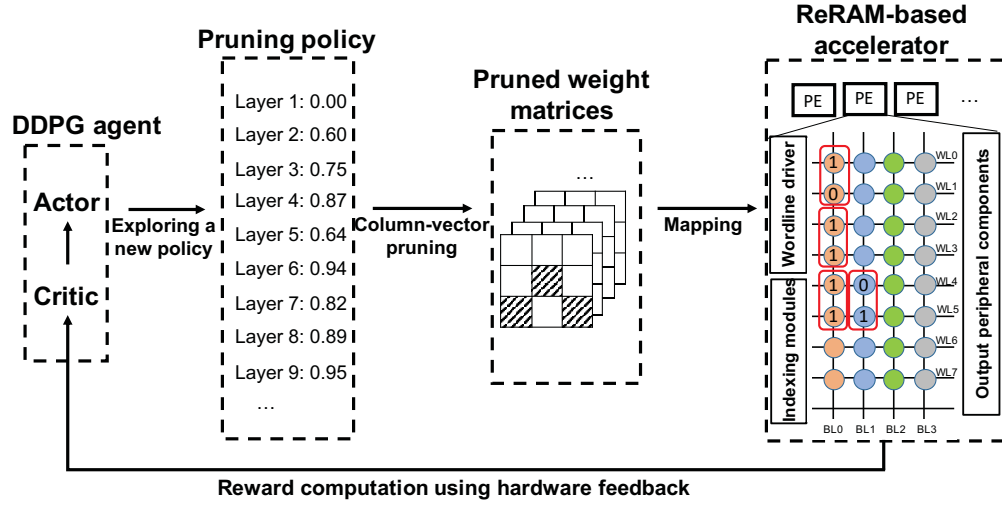 ReRAM-based
accelerator
Pruning policy
Pruned weight
matrices
DDPG agent
Actor
Critic
Exploring a
new policy
Layer 1: 0.00
Layer 2: 0.60
Layer 3: 0.75
Layer 4: 0.87
Layer 5: 0.64
Layer 6: 0.94
Layer 7: 0.82
Layer 8: 0.89
Layer 9: 0.95
...
Column-vector
pruning
...
Mapping
PE PE PE ...
Wordline driver
Indexing modules
1 WL0
0 WL1
1 WL2
1 WL3
1 0 WL4
1 1 WL5
WL6
WL7
BL0 BL1 BL2 BL3
Output peripheral components
Reward computation using hardware feedback